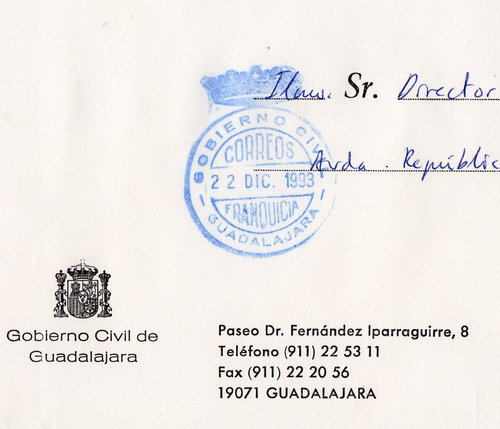 Ilmo. Sr. Director
Avda. Repúblic
GOBIERNO CIVIL
CORREOS
22 DIC. 1993
FRANQUICIA
GUADALAJARA
Gobierno Civil de
Guadalajara
Paseo Dr. Fernández Iparraguirre, 8
Teléfono (911) 22 53 11
Fax (911) 22 20 56
19071 GUADALAJARA